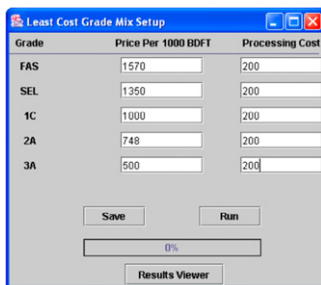 Least Cost Grade Mix Setup
Grade Price Per 1000 BDFT Processing Cost
FAS 1570 200
SEL 1350 200
1C 1000 200
2A 748 200
3A 500 200
Save Run
0%
Results Viewer